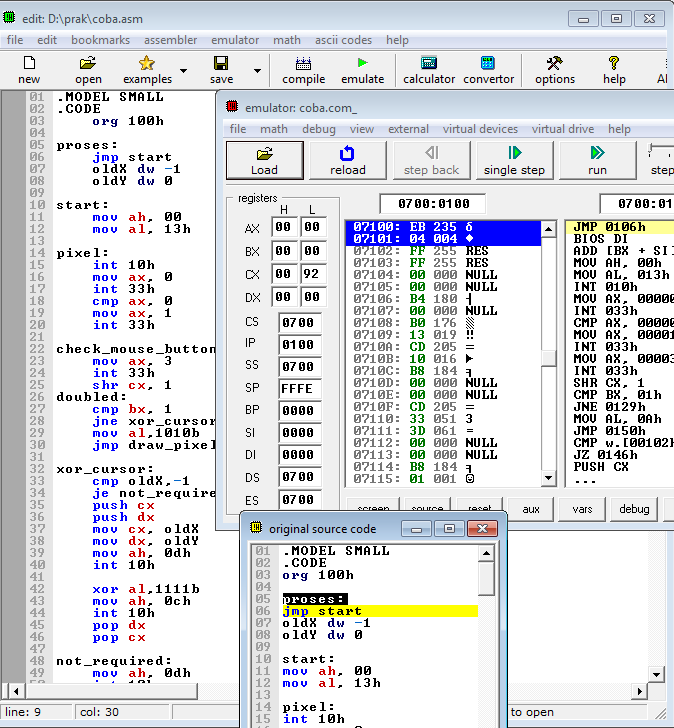 edit: D:\prak\coba.asm
file edit bookmarks assembler emulator math ascii codes help
new open examples save compile emulate calculator convertor options help
01 .MODEL SMALL
02 .CODE
03 org 100h
04
05 proses:
06 jmp start
07 oldX dw -1
08 oldY dw 0
09
10 start:
11 mov ah, 00
12 mov al, 13h
13
14 pixel:
15 int 10h
16 mov ax, 0
17 int 33h
18 cmp ax, 0
19 mov ax, 1
20 int 33h
21
22 check_mouse_button
23 mov ax, 3
24 int 33h
25 shr cx, 1
26 doubled:
27 cmp bx, 1
28 jne xor_cursor
29 mov al,1010b
30 jmp draw_pixel
31
32 xor_cursor:
33 cmp oldX,-1
34 je not_require
35 push cx
36 push dx
37 mov cx, oldX
38 mov dx, oldY
39 mov ah, 0dh
40 int 10h
41
42 xor al,1111b
43 mov ah, 0ch
44 int 10h
45 pop dx
46 pop cx
47
48 not_required:
49 mov ah, 0dh
line: 9 col: 30
to open
emulator: coba.com_
file math debug view external virtual devices virtual drive help
Load reload step back single step run step
registers
H L
AX 00 00
BX 00 00
CX 00 92
DX 00 00
CS 0700
IP 0100
SS 0700
SP FFFE
BP 0000
SI 0000
DI 0000
DS 0700
ES 0700
0700:0100
07100: EB 235 δ
07101: 04 004 ♦
07102: FF 255 RES
07103: FF 255 RES
07104: 00 000 NULL
07105: 00 000 NULL
07106: B4 180 ┤
07107: 00 000 NULL
07108: B0 176 ░
07109: 13 019 ‼
0710A: CD 205 =
0710B: 10 016 ►
0710C: B8 184 ╕
0710D: 00 000 NULL
0710E: 00 000 NULL
0710F: CD 205 =
07110: 33 051 3
07111: 3D 061 =
07112: 00 000 NULL
07113: 00 000 NULL
07114: B8 184 ╕
07115: 01 001 ☺
0700:01
JMP 0106h
BIOS DI
ADD [BX + SI]
MOV AH, 00h
MOV AL, 013h
INT 010h
MOV AX, 00000
INT 033h
CMP AX, 00000
MOV AX, 00001
INT 033h
MOV AX, 00003
INT 033h
SHR CX, 1
CMP BX, 01h
JNE 0129h
MOV AL, 0Ah
JMP 0150h
CMP w.[00102h
JZ 0146h
PUSH CX
...
screen source reset aux vars debug
original source code
01 .MODEL SMALL
02 .CODE
03 org 100h
04
05 proses:
06 jmp start
07 oldX dw -1
08 oldY dw 0
09
10 start:
11 mov ah, 00
12 mov al, 13h
13
14 pixel:
15 int 10h